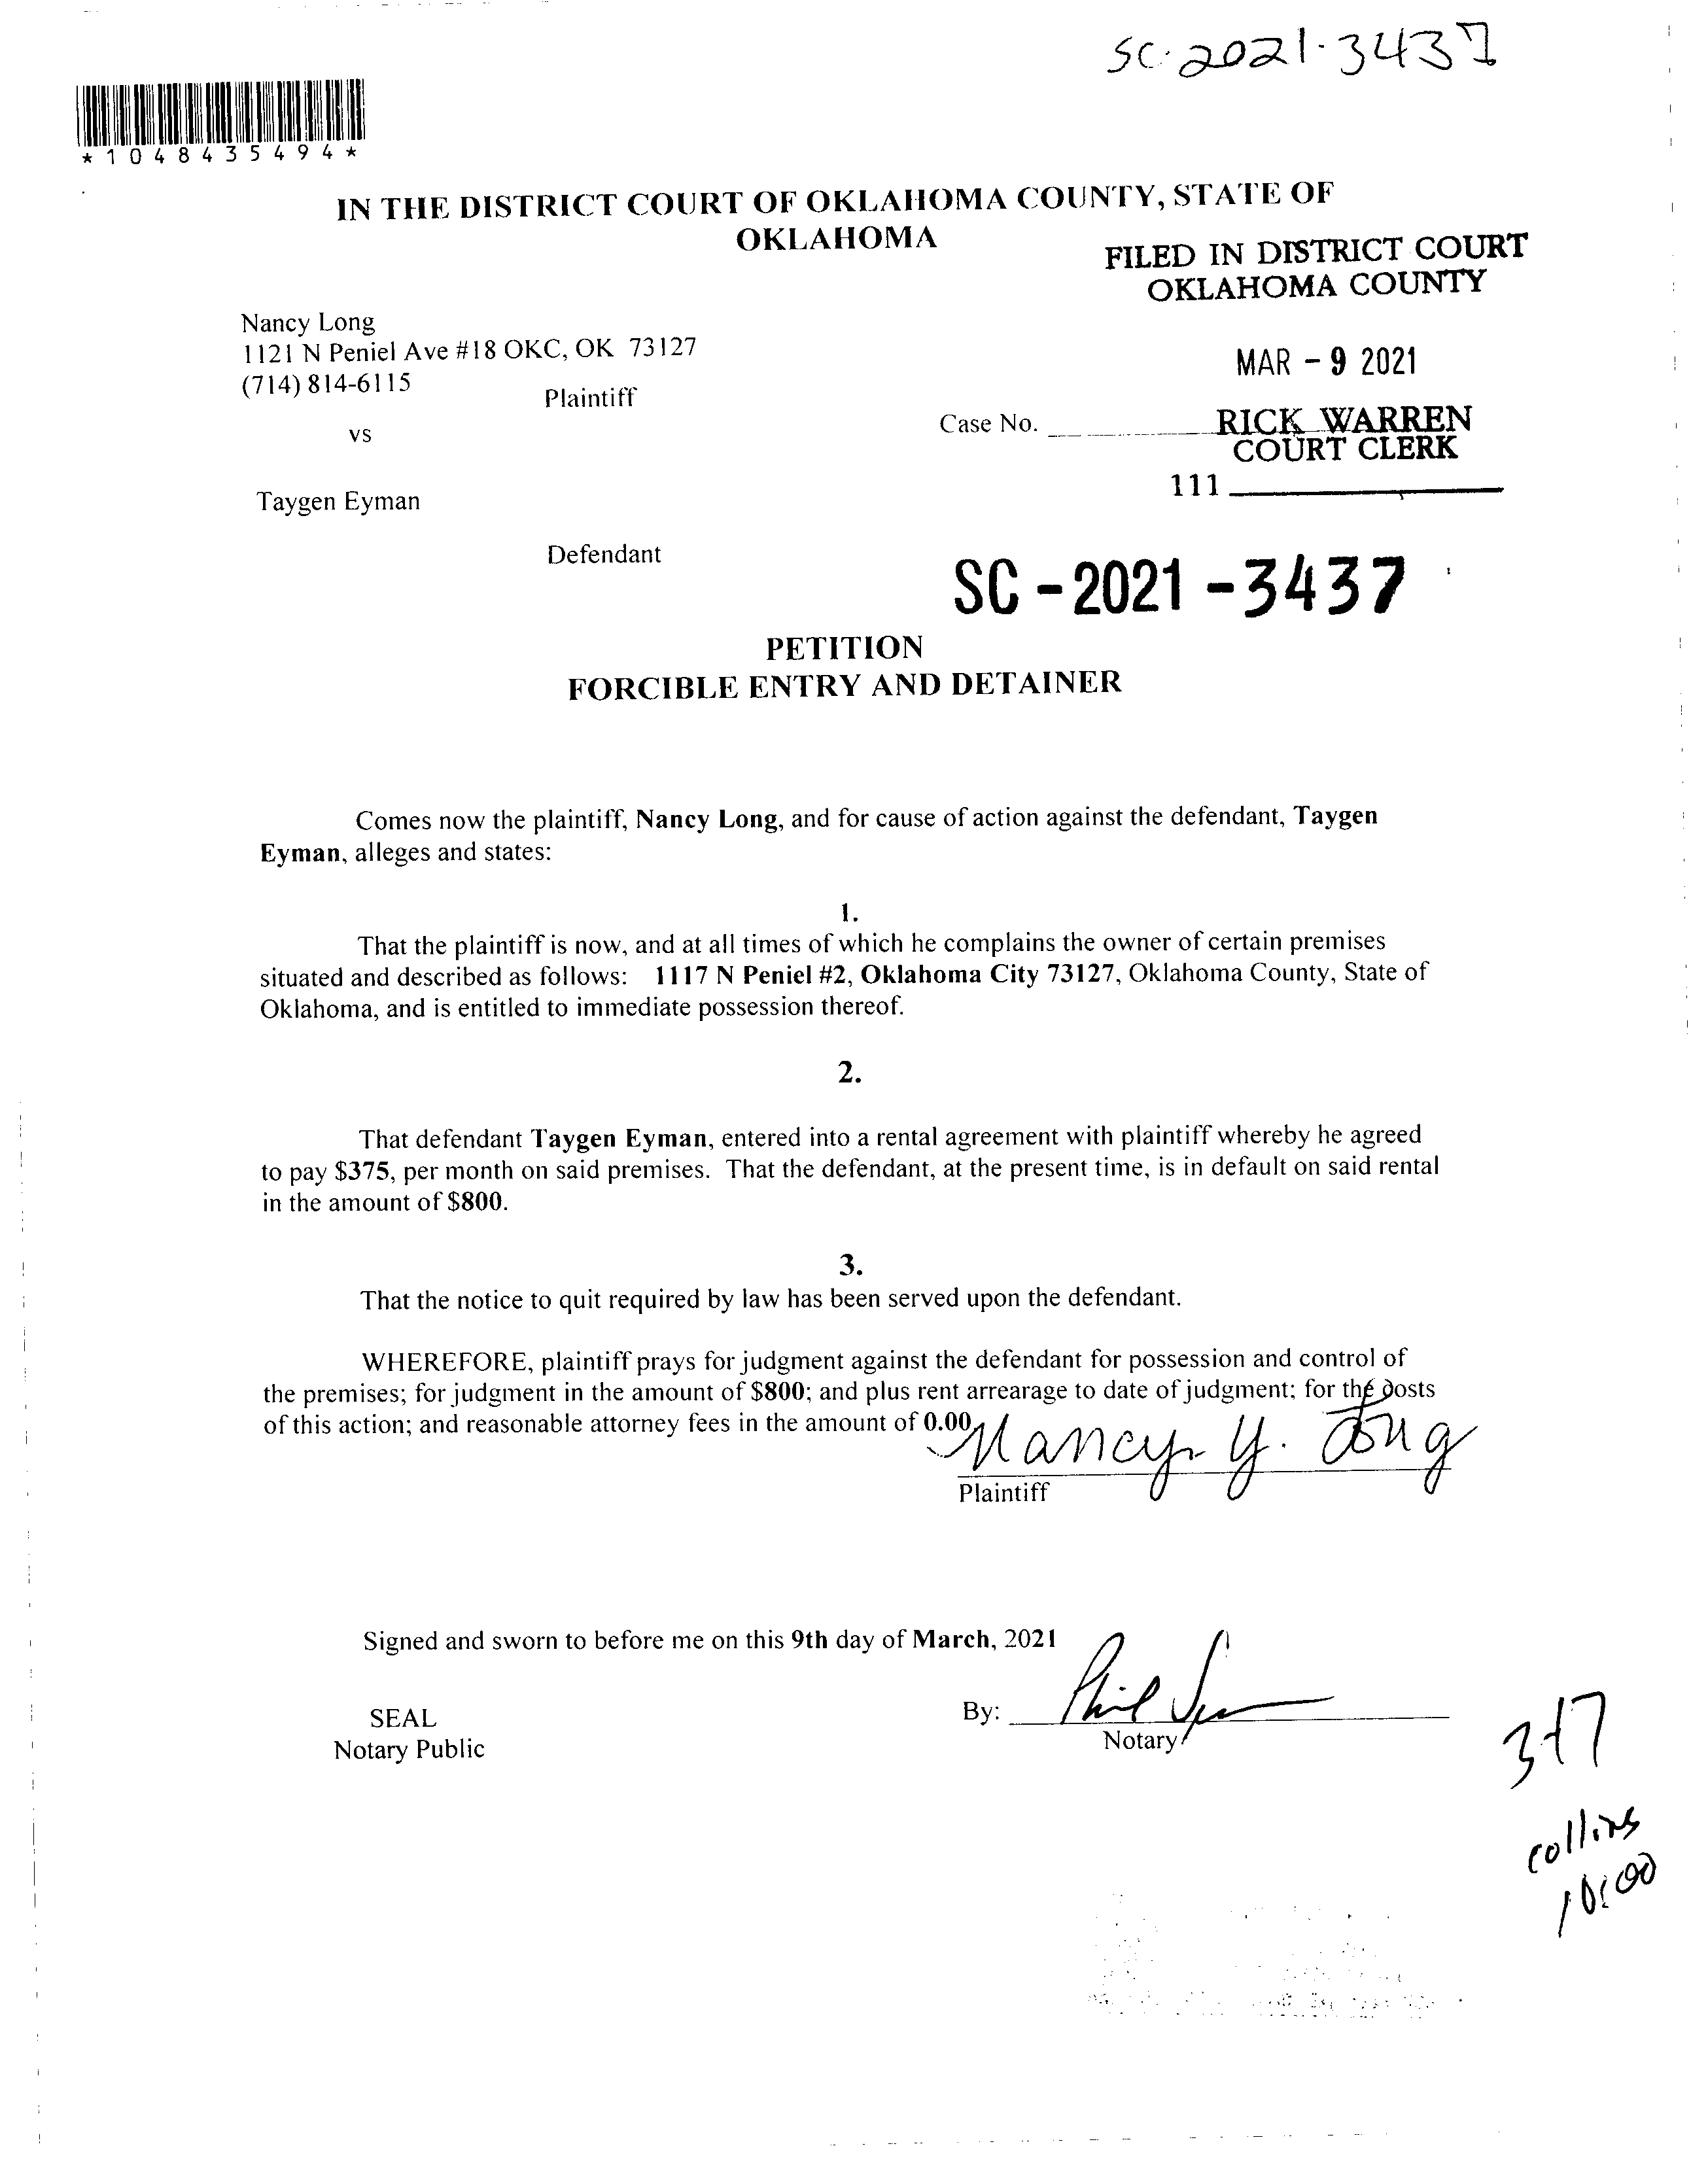 SC-2021-3437
*1048435494*
IN THE DISTRICT COURT OF OKLAHOMA COUNTY, STATE OF
OKLAHOMA
FILED IN DISTRICT COURT
OKLAHOMA COUNTY
Nancy Long
1121 N Peniel Ave #18 OKC, OK 73127
(714) 814-6115
Plaintiff
MAR - 9 2021
vs
Case No.
RICK WARREN
COURT CLERK
111
Taygen Eyman
Defendant
SC - 2021 - 3437
PETITION
FORCIBLE ENTRY AND DETAINER
Comes now the plaintiff, Nancy Long, and for cause of action against the defendant, Taygen
Eyman, alleges and states:
1.
That the plaintiff is now, and at all times of which he complains the owner of certain premises
situated and described as follows: 1117 N Peniel #2, Oklahoma City 73127, Oklahoma County, State of
Oklahoma, and is entitled to immediate possession thereof.
2.
That defendant Taygen Eyman, entered into a rental agreement with plaintiff whereby he agreed
to pay $375, per month on said premises. That the defendant, at the present time, is in default on said rental
in the amount of $800.
3.
That the notice to quit required by law has been served upon the defendant.
WHEREFORE, plaintiff prays for judgment against the defendant for possession and control of
the premises; for judgment in the amount of $800; and plus rent arrearage to date of judgment; for the costs
of this action; and reasonable attorney fees in the amount of 0.00
Nancy Y. Long
Plaintiff
Signed and sworn to before me on this 9th day of March, 2021
SEAL
Notary Public
By: Phil
Notary
collins